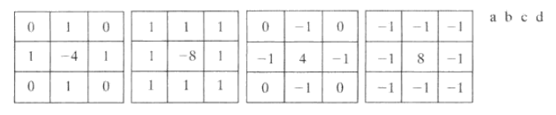 0 1 0 1 1 1 0 −1 0 −1 −1 −1 a b c d
1 −4 1 1 −8 1 −1 4 −1 −1 8 −1
0 1 0 1 1 1 0 −1 0 −1 −1 −1